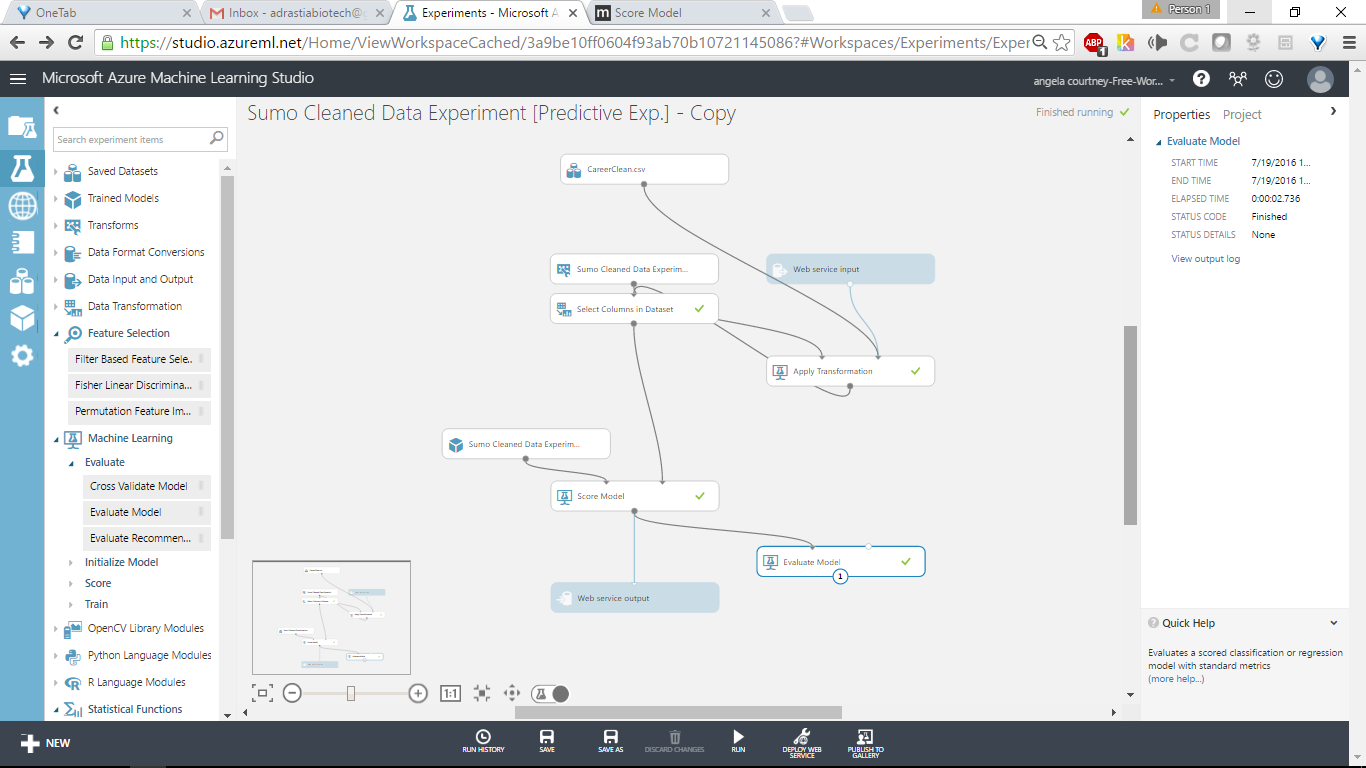 OneTab
Inbox - adrastiabiotech@g
Experiments - Microsoft A
m Score Model
Person 1
https://studio.azureml.net/Home/ViewWorkspaceCached/3a9be10ff0604f93ab70b10721145086?#Workspaces/Experiments/Exper
ABP
1
Microsoft Azure Machine Learning Studio
angela courtney-Free-Wor...
?
Search experiment items
Saved Datasets
Trained Models
Transforms
Data Format Conversions
Data Input and Output
Data Transformation
Feature Selection
Filter Based Feature Sele..
Fisher Linear Discrimina...
Permutation Feature Im...
Machine Learning
Evaluate
Cross Validate Model
Evaluate Model
Evaluate Recommen...
Initialize Model
Score
Train
OpenCV Library Modules
Python Language Modules
R Language Modules
Statistical Functions
Sumo Cleaned Data Experiment [Predictive Exp.] - Copy
Finished running
CareerClean.csv
Sumo Cleaned Data Experim...
Web service input
Select Columns in Dataset
Apply Transformation
Sumo Cleaned Data Experim...
Score Model
Evaluate Model
1
Web service output
1:1
Properties Project
Evaluate Model
START TIME 7/19/2016 1...
END TIME 7/19/2016 1...
ELAPSED TIME 0:00:02.736
STATUS CODE Finished
STATUS DETAILS None
View output log
? Quick Help
Evaluates a scored classification or regression
model with standard metrics
(more help...)
NEW
RUN HISTORY
SAVE
SAVE AS
DISCARD CHANGES
RUN
DEPLOY WEB
SERVICE
PUBLISH TO
GALLERY